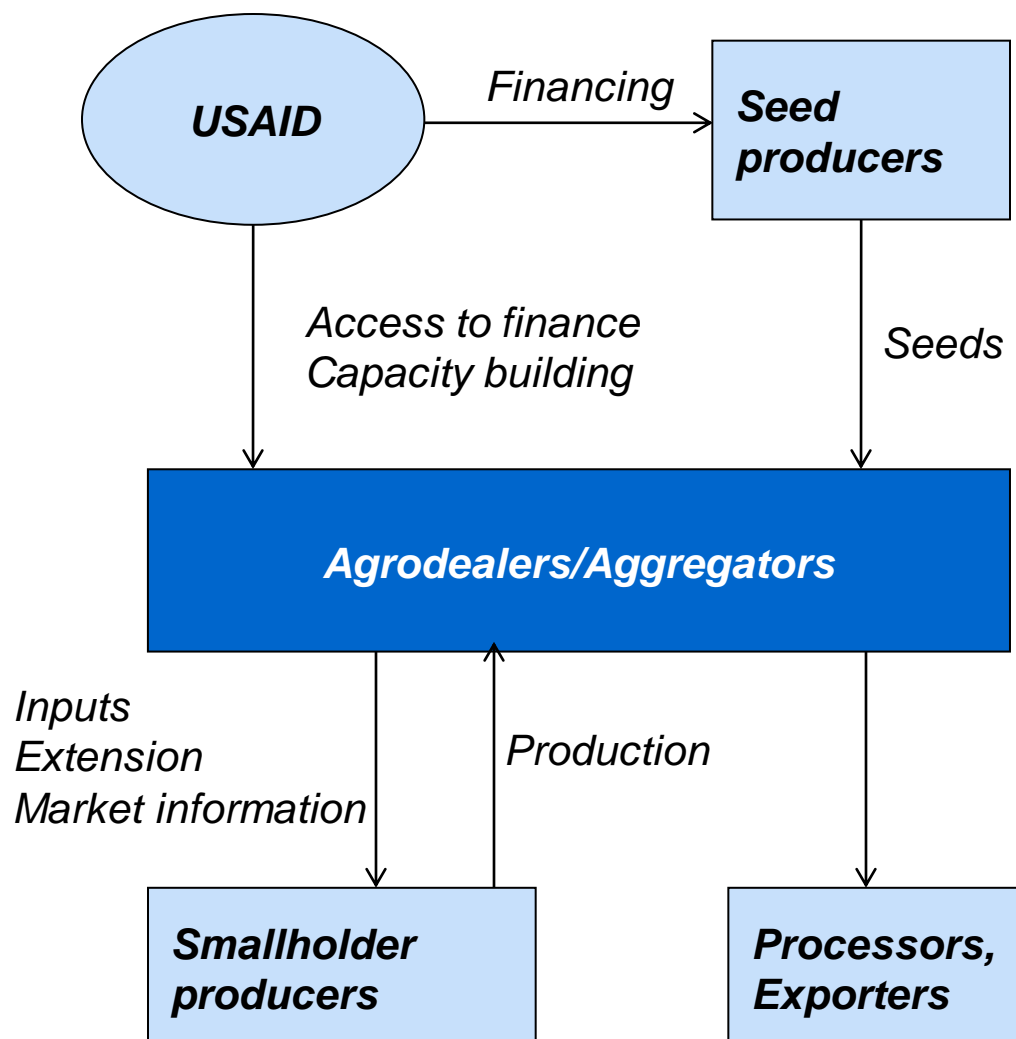 USAID
Financing
Seed
producers
Access to finance
Capacity building
Seeds
Agrodealers/Aggregators
Inputs
Extension
Market information
Production
Smallholder
producers
Processors,
Exporters